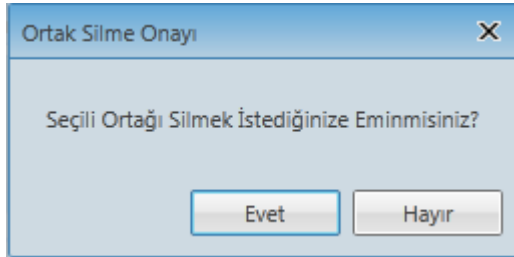 Ortak Silme Onayı
Seçili Ortağı Silmek İstediğinize Eminmisiniz?
Evet
Hayır